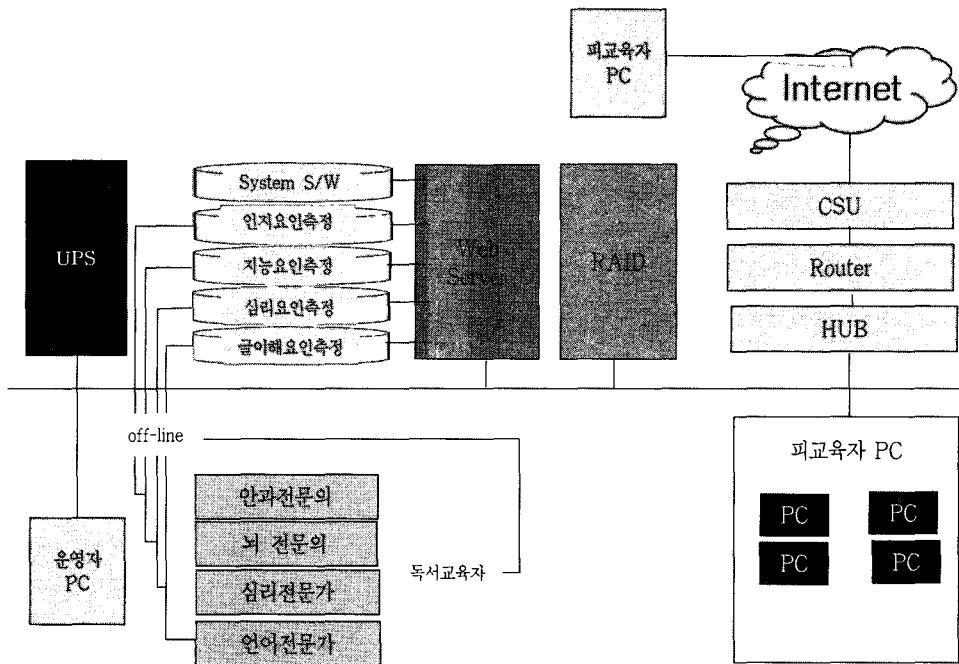 피교육자
PC
Internet
System S/W
인지요인측정
지능요인측정
심리요인측정
글이해요인측정
UPS
Web
Server
RAID
CSU
Router
HUB
off-line
안과전문의
뇌 전문의
심리전문가
언어전문가
독서교육자
운영자
PC
피교육자 PC
PC
PC
PC
PC